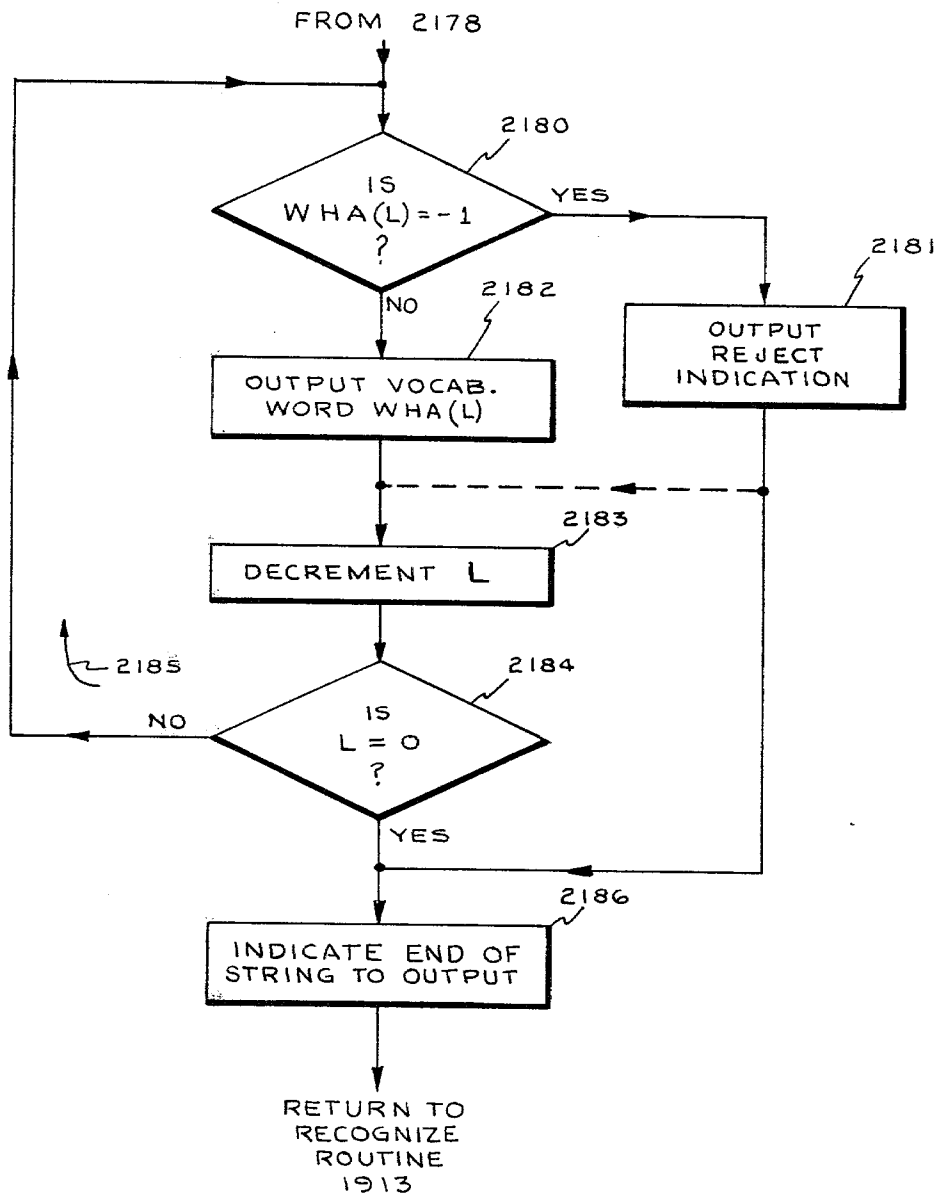 FROM 2178
2180
IS
WHA(L)=-1
?
YES
2181
NO
2182
OUTPUT
REJECT
INDICATION
OUTPUT VOCAB.
WORD WHA(L)
2183
DECREMENT L
2185
2184
NO
IS
L = 0
?
YES
2186
INDICATE END OF
STRING TO OUTPUT
RETURN TO
RECOGNIZE
ROUTINE
1913